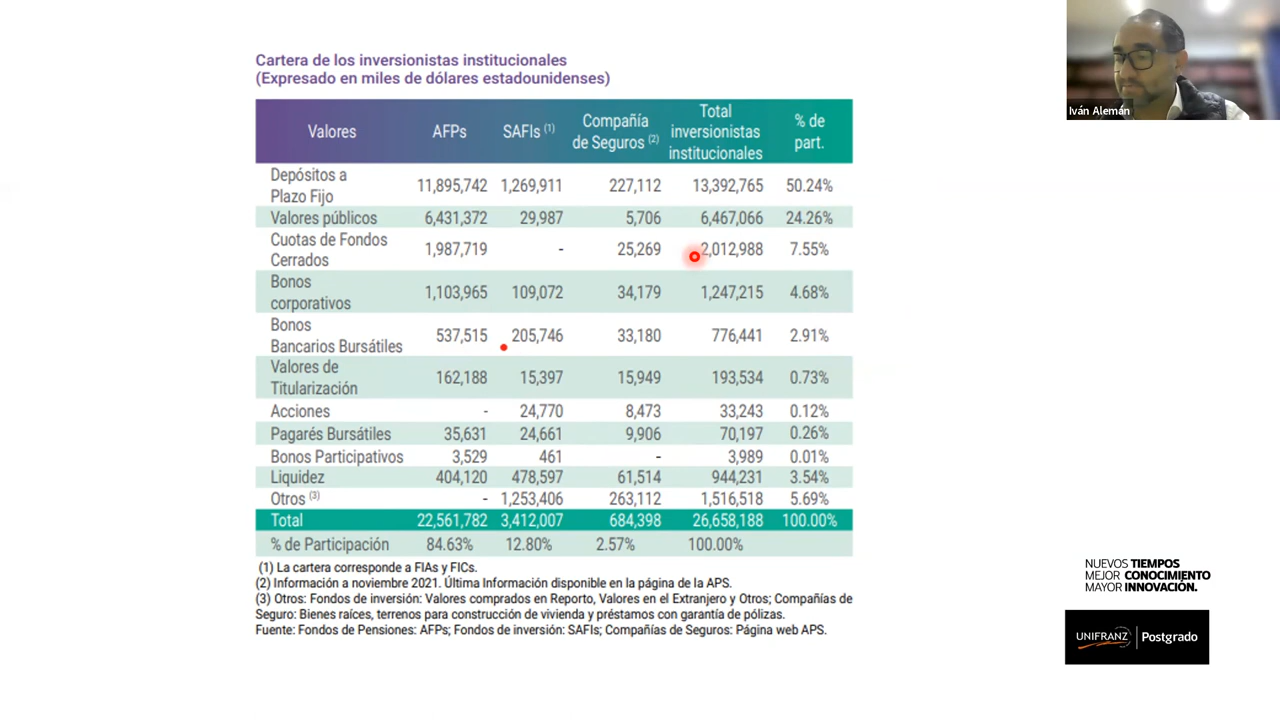 Iván Alemán
Cartera de los inversionistas institucionales
(Expresado en miles de dólares estadounidenses)
Valores AFPs SAFIs (1) Compañía de Seguros (2) Total inversionistas institucionales % de part.
Depósitos a Plazo Fijo 11,895,742 1,269,911 227,112 13,392,765 50.24%
Valores públicos 6,431,372 29,987 5,706 6,467,066 24.26%
Cuotas de Fondos Cerrados 1,987,719 - 25,269 2,012,988 7.55%
Bonos corporativos 1,103,965 109,072 34,179 1,247,215 4.68%
Bonos Bancarios Bursátiles 537,515 205,746 33,180 776,441 2.91%
Valores de Titularización 162,188 15,397 15,949 193,534 0.73%
Acciones - 24,770 8,473 33,243 0.12%
Pagarés Bursátiles 35,631 24,661 9,906 70,197 0.26%
Bonos Participativos 3,529 461 - 3,989 0.01%
Liquidez 404,120 478,597 61,514 944,231 3.54%
Otros (3) - 1,253,406 263,112 1,516,518 5.69%
Total 22,561,782 3,412,007 684,398 26,658,188 100.00%
% de Participación 84.63% 12.80% 2.57% 100.00%
(1) La cartera corresponde a FIAs y FICs.
(2) Información a noviembre 2021. Última Información disponible en la página de la APS.
(3) Otros: Fondos de inversión: Valores comprados en Reporto, Valores en el Extranjero y Otros; Compañías de
Seguro: Bienes raíces, terrenos para construcción de vivienda y préstamos con garantía de pólizas.
Fuente: Fondos de Pensiones: AFPs; Fondos de inversión: SAFIs; Compañías de Seguros: Página web APS.
NUEVOS TIEMPOS
MEJOR CONOCIMIENTO
MAYOR INNOVACIÓN.
UNIFRANZ Postgrado